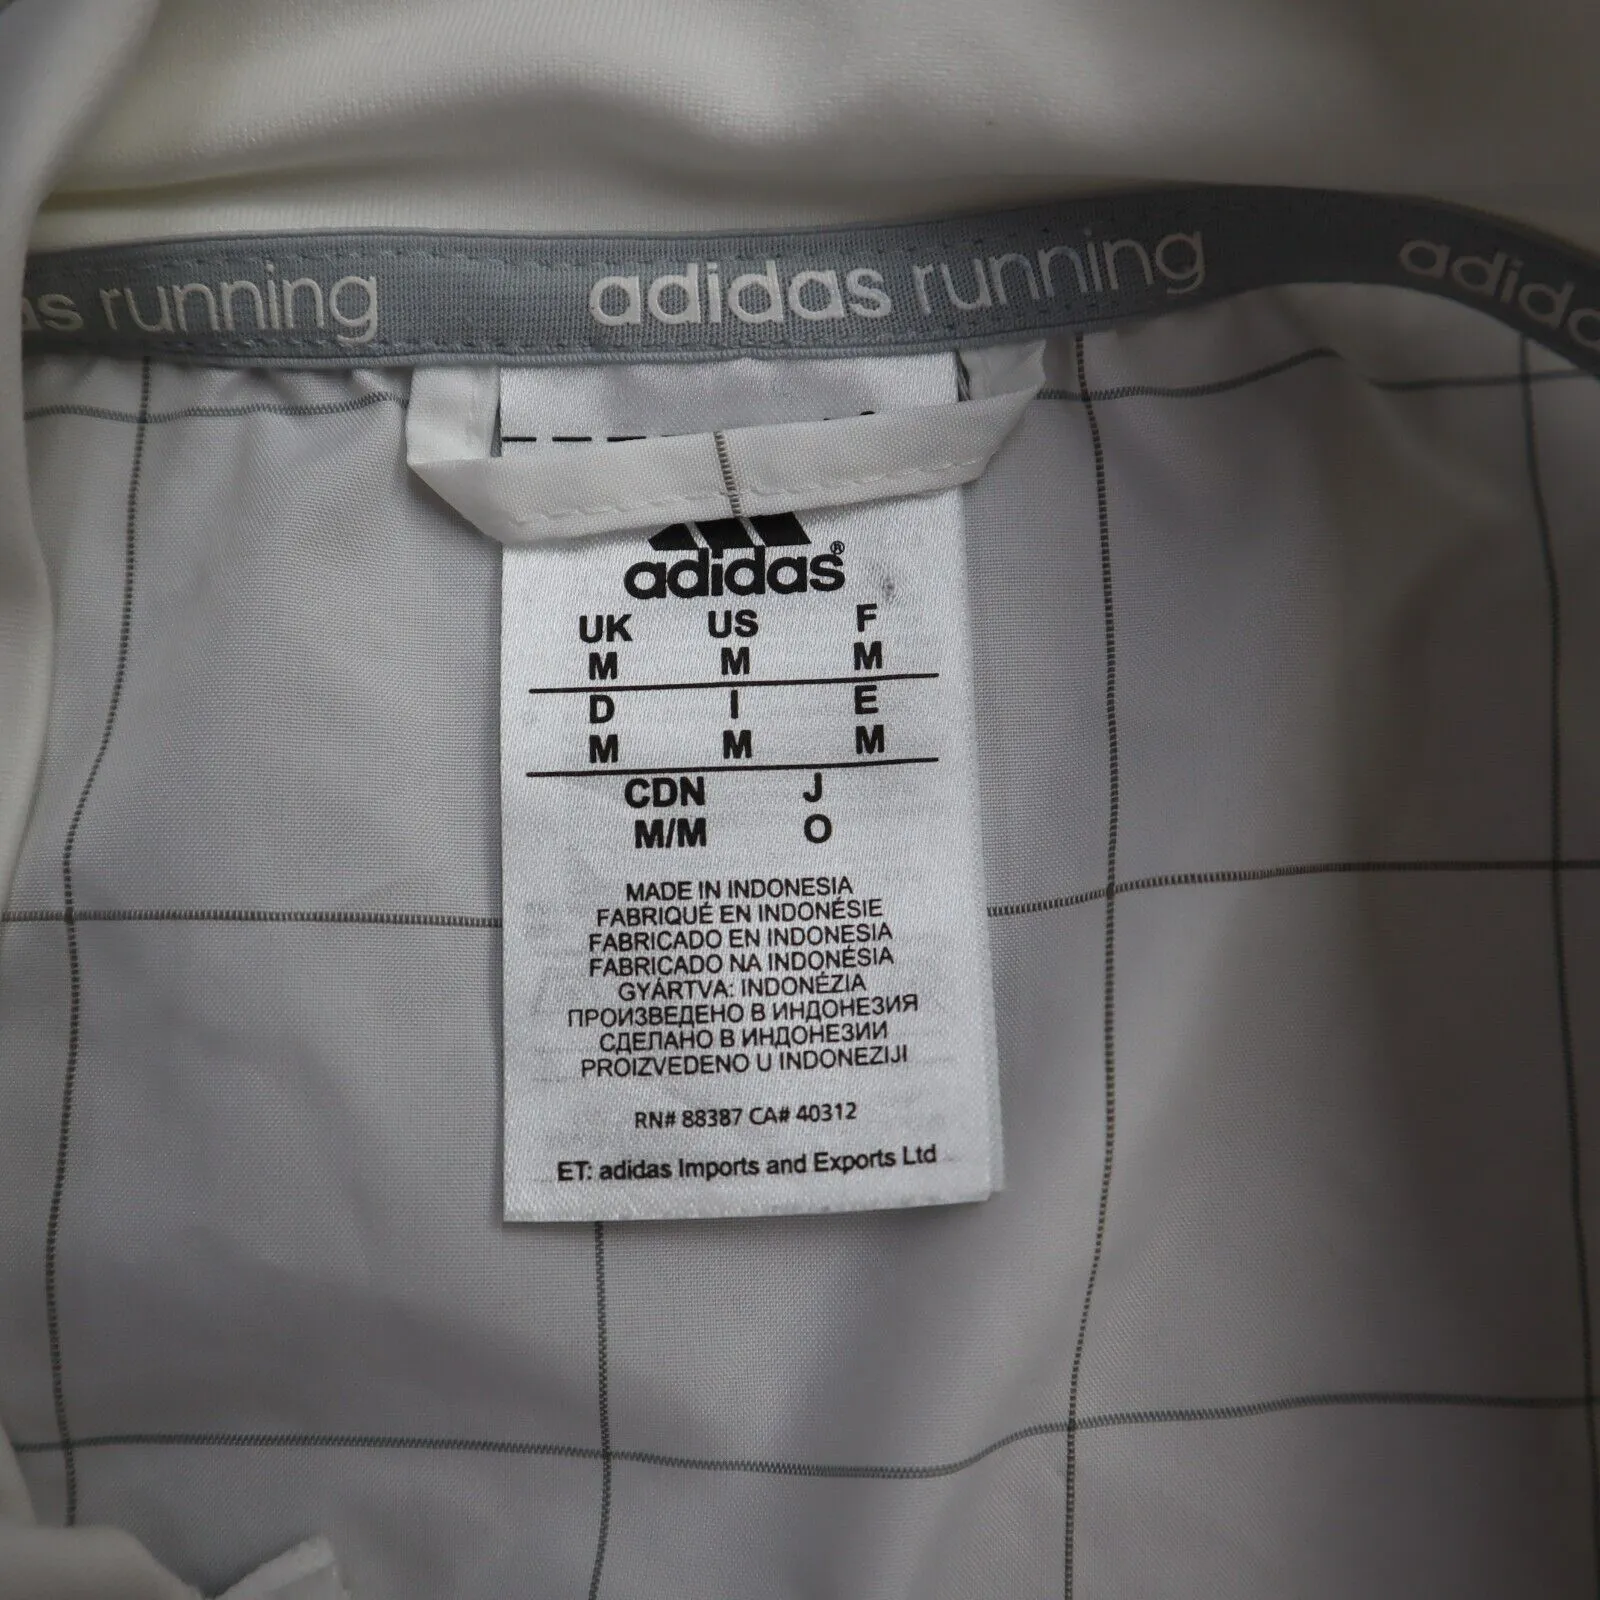 as running adidas running adidas
adidas®
UK US F
M M M
D I E
M M M
CDN J
M/M O
MADE IN INDONESIA
FABRIQUÉ EN INDONÉSIE
FABRICADO EN INDONESIA
FABRICADO NA INDONÉSIA
GYÁRTVA: INDONÉZIA
ПРОИЗВЕДЕНО В ИНДОНЕЗИЯ
СДЕЛАНО В ИНДОНЕЗИИ
PROIZVEDENO U INDONEZIJI
RN# 88387 CA# 40312
ET: adidas Imports and Exports Ltd